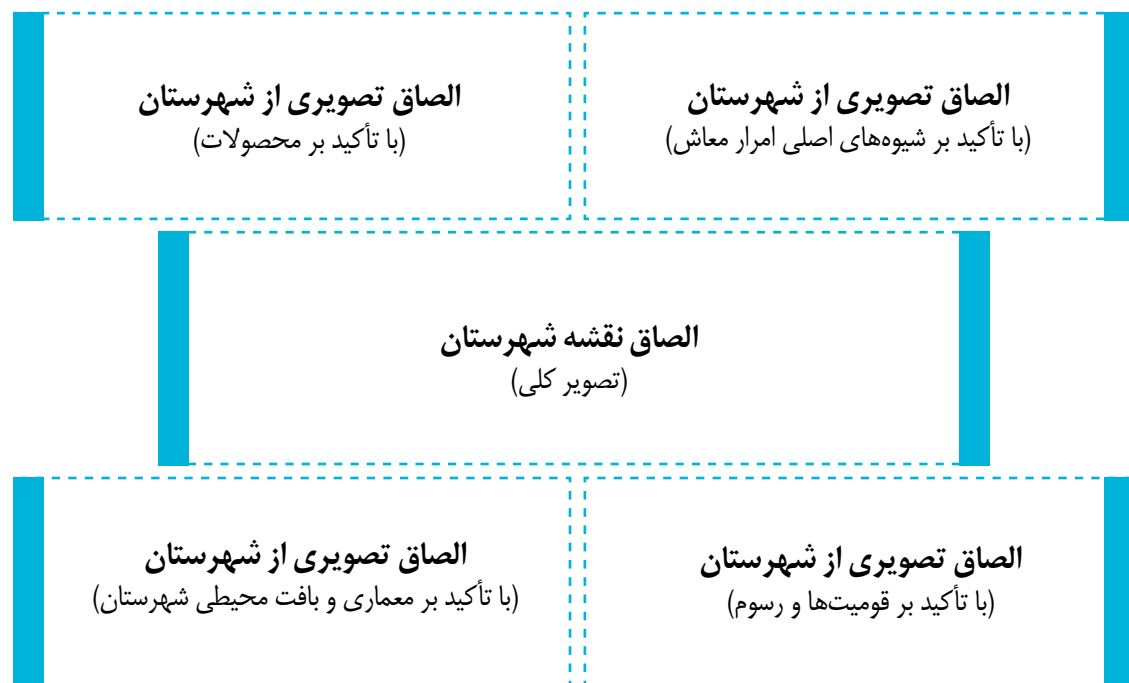 الصاق تصویری از شهرستان
(با تأکید بر شیوه‌های اصلی امرار معاش)
الصاق تصویری از شهرستان
(با تأکید بر محصولات)
الصاق نقشه شهرستان
(تصویر کلی)
الصاق تصویری از شهرستان
(با تأکید بر قومیت‌ها و رسوم)
الصاق تصویری از شهرستان
(با تأکید بر معماری و بافت محیطی شهرستان)